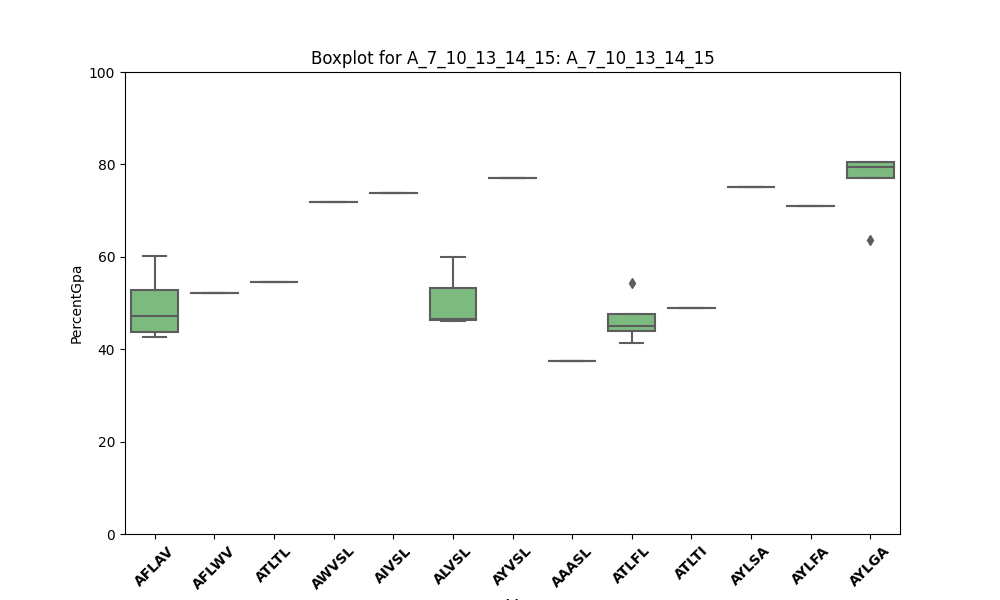 Boxplot for A_7_10_13_14_15: A_7_10_13_14_15
100
80
60
40
20
0
PercentGpa
AFLAV
AFLWV
ATLTL
AWVSL
AIVSL
ALVSL
AYVSL
AAASL
ATLFL
ATLTI
AYLSA
AYLFA
AYLGA